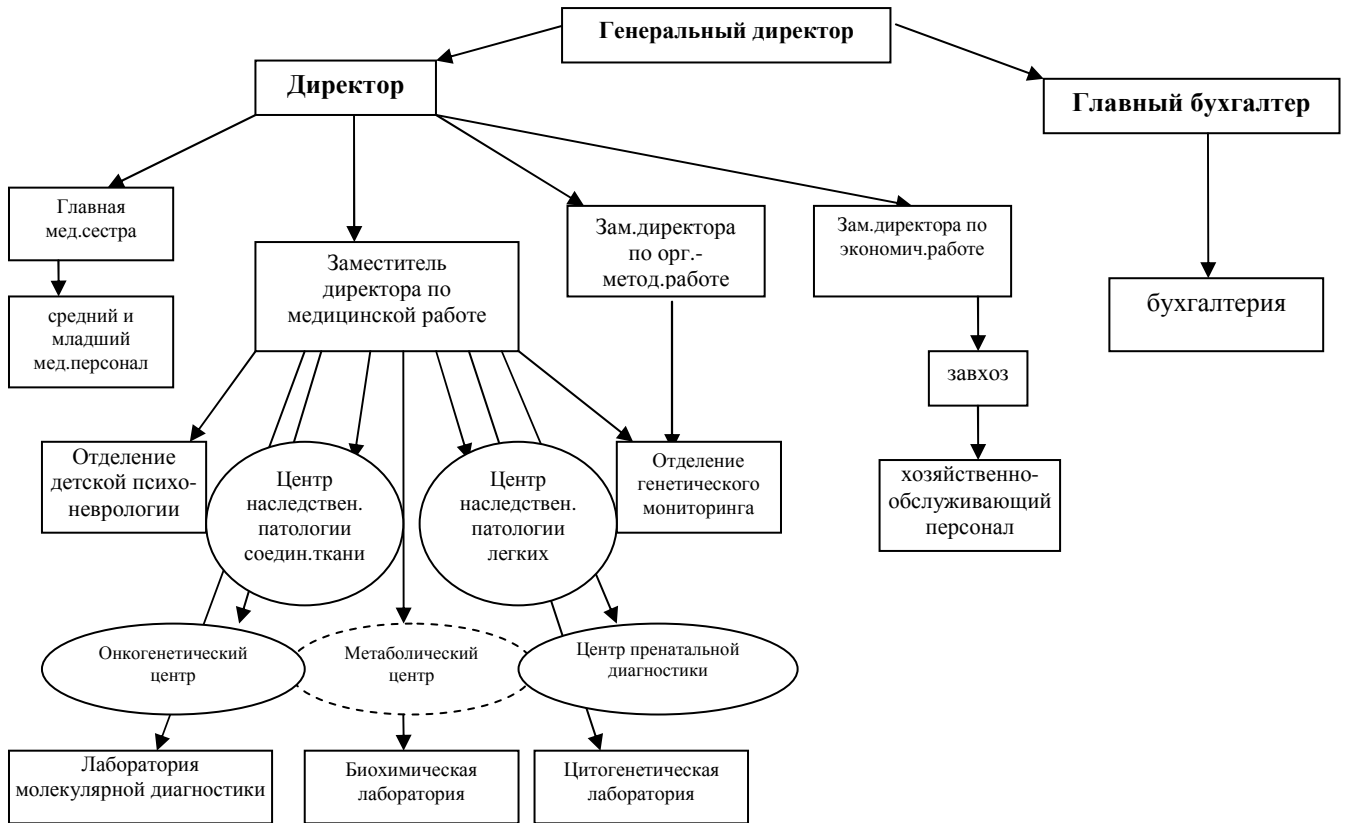 Генеральный директор
Директор
Главный бухгалтер
Главная
мед.сестра
Зам.директора
по орг.-
метод.работе
Зам.директора по
экономич.работе
Заместитель
директора по
медицинской работе
бухгалтерия
средний и
младший
мед.персонал
завхоз
Отделение
детской психо-
неврологии
Центр
наследствен.
патологии
соедин.ткани
Центр
наследствен.
патологии
легких
Отделение
генетического
мониторинга
хозяйственно-
обслуживающий
персонал
Онкогенетический
центр
Метаболический
центр
Центр пренатальной
диагностики
Лаборатория
молекулярной диагностики
Биохимическая
лаборатория
Цитогенетическая
лаборатория